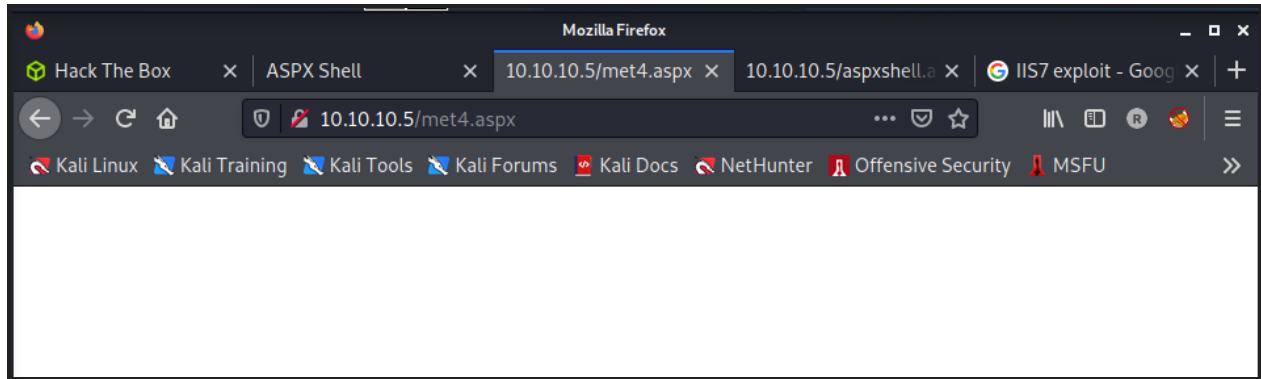 Mozilla Firefox
Hack The Box ASPX Shell 10.10.10.5/met4.aspx 10.10.10.5/aspxshell.a IIS7 exploit - Goog
10.10.10.5/met4.aspx
Kali Linux Kali Training Kali Tools Kali Forums Kali Docs NetHunter Offensive Security MSFU